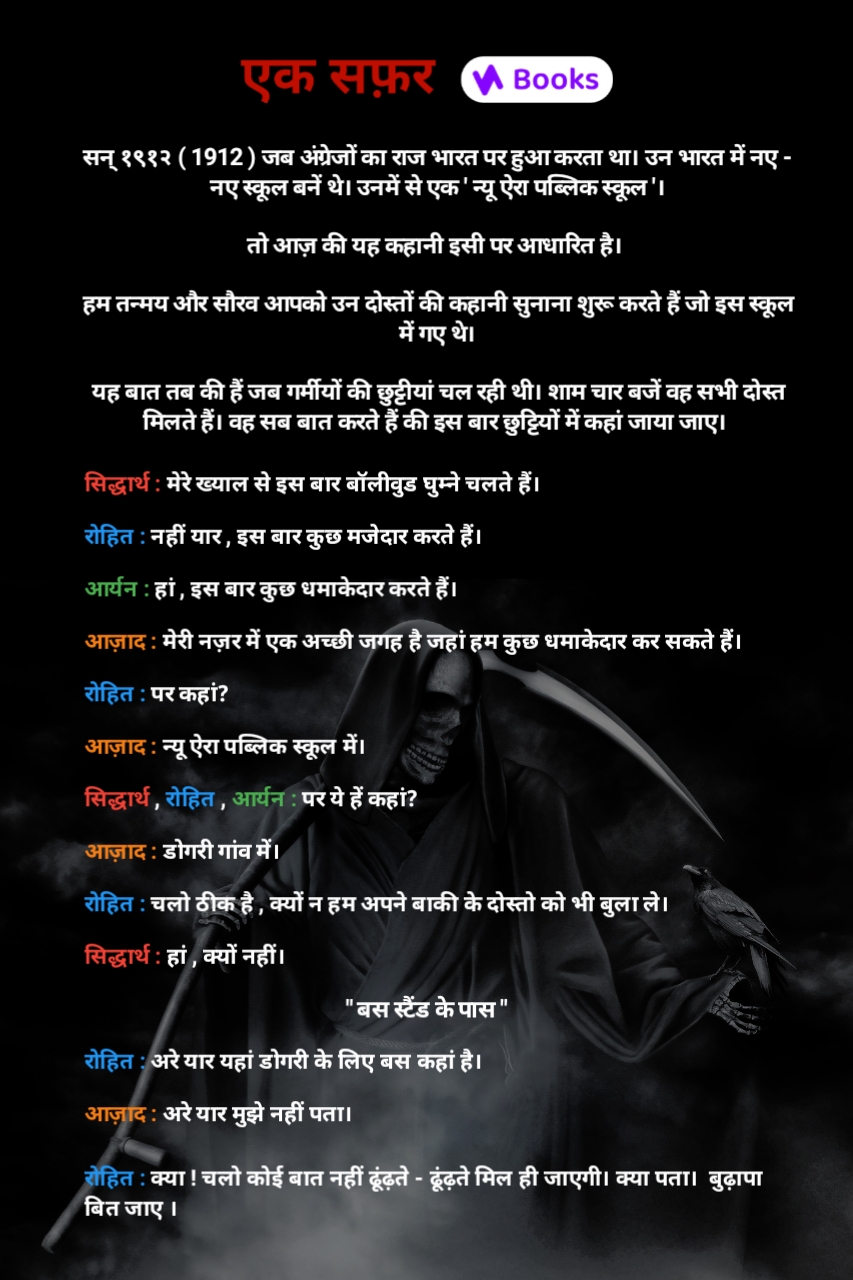 एक सफ़र Books
सन् १९१२ ( 1912 ) जब अंग्रेजों का राज भारत पर हुआ करता था। उन भारत में नए -
नए स्कूल बनें थे। उनमें से एक ' न्यू ऐरा पब्लिक स्कूल '।
तो आज़ की यह कहानी इसी पर आधारित है।
हम तन्मय और सौरव आपको उन दोस्तों की कहानी सुनाना शुरू करते हैं जो इस स्कूल
में गए थे।
यह बात तब की हैं जब गर्मीयों की छुट्टीयां चल रही थी। शाम चार बजें वह सभी दोस्त
मिलते हैं। वह सब बात करते हैं की इस बार छुट्टियों में कहां जाया जाए।
सिद्धार्थ : मेरे ख्याल से इस बार बॉलीवुड घुम्ने चलते हैं।
रोहित : नहीं यार , इस बार कुछ मजेदार करते हैं।
आर्यन : हां , इस बार कुछ धमाकेदार करते हैं।
आज़ाद : मेरी नज़र में एक अच्छी जगह है जहां हम कुछ धमाकेदार कर सकते हैं।
रोहित : पर कहां?
आज़ाद : न्यू ऐरा पब्लिक स्कूल में।
सिद्धार्थ , रोहित , आर्यन : पर ये हें कहां?
आज़ाद : डोगरी गांव में।
रोहित : चलो ठीक है , क्यों न हम अपने बाकी के दोस्तो को भी बुला ले।
सिद्धार्थ : हां , क्यों नहीं।
" बस स्टैंड के पास "
रोहित : अरे यार यहां डोगरी के लिए बस कहां है।
आज़ाद : अरे यार मुझे नहीं पता।
रोहित : क्या ! चलो कोई बात नहीं ढूंढ़ते - ढूंढ़ते मिल ही जाएगी। क्या पता। बुढ़ापा
बित जाए ।